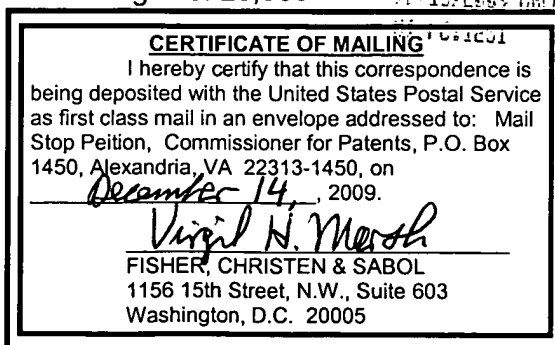 CERTIFICATE OF MAILING
I hereby certify that this correspondence is
being deposited with the United States Postal Service
as first class mail in an envelope addressed to: Mail
Stop Peition, Commissioner for Patents, P.O. Box
1450, Alexandria, VA 22313-1450, on
December 14, , 2009.
Virgil H. Marsh
FISHER, CHRISTEN & SABOL
1156 15th Street, N.W., Suite 603
Washington, D.C. 20005